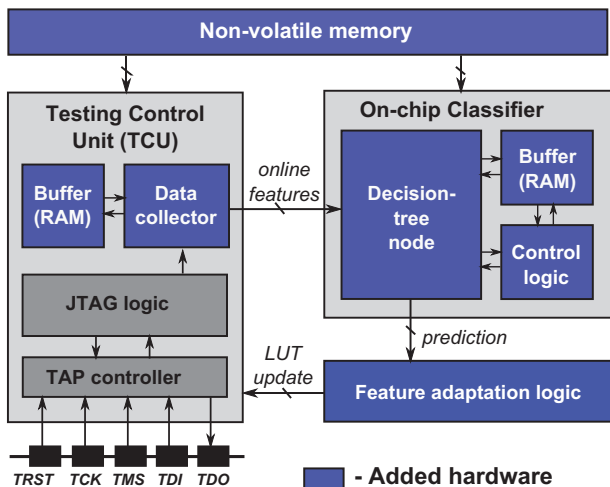 Non-volatile memory
Testing Control
Unit (TCU)
Buffer
(RAM)
Data
collector
JTAG logic
TAP controller
TRST TCK TMS TDI TDO
online
features
On-chip Classifier
Decision-
tree
node
Buffer
(RAM)
Control
logic
prediction
LUT
update
Feature adaptation logic
- Added hardware